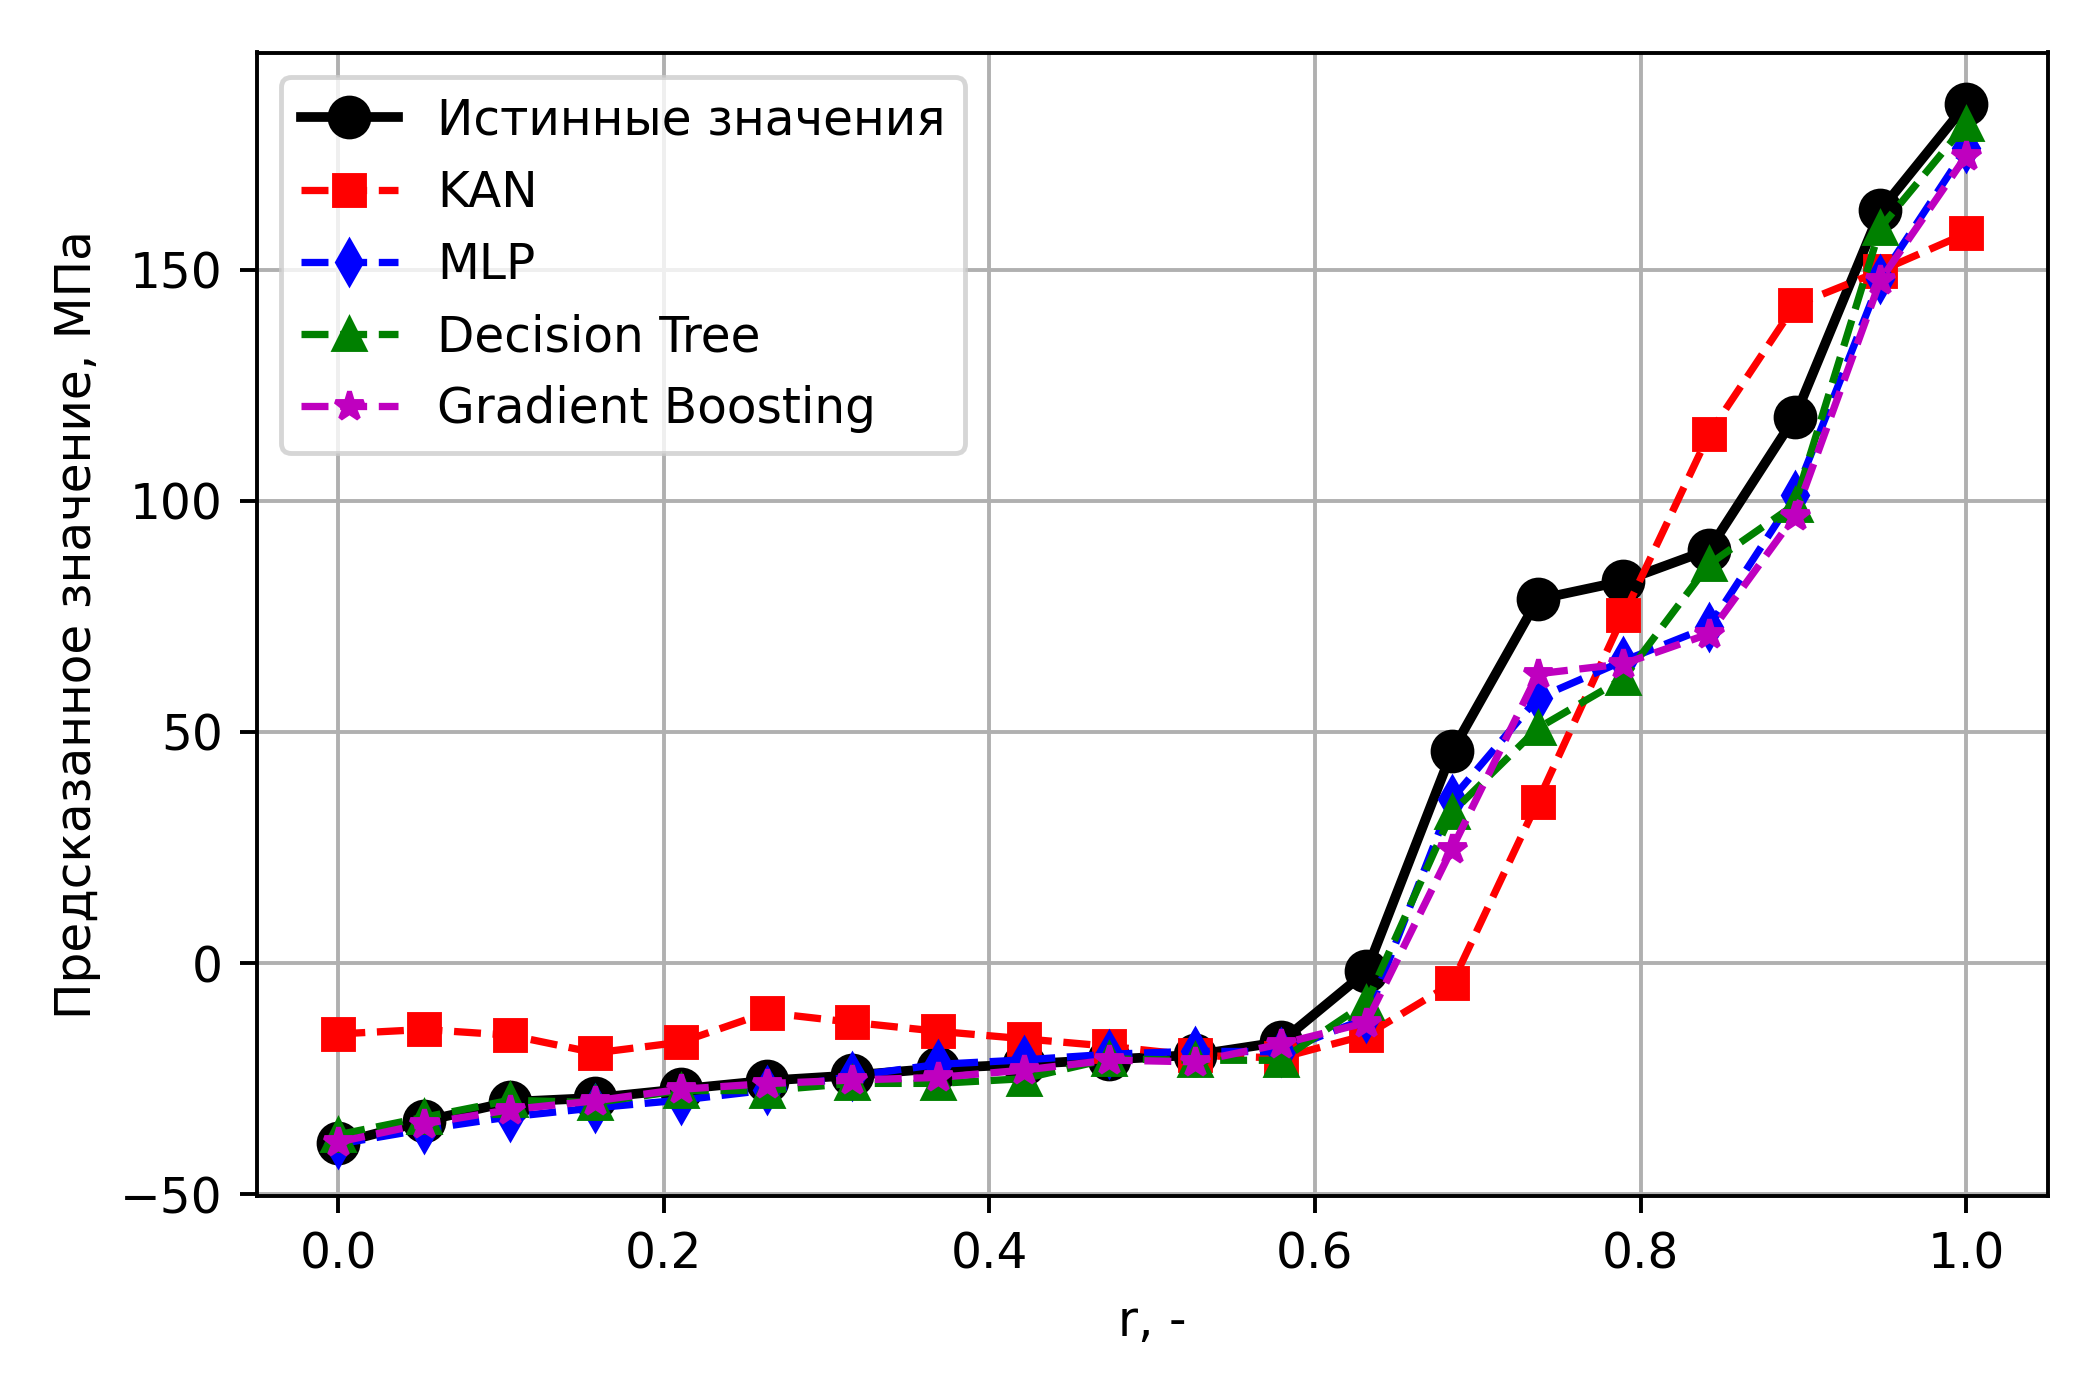 Истинные значения
KAN
MLP
Decision Tree
Gradient Boosting
Предсказанное значение, МПа
150
100
50
0
−50
0.0 0.2 0.4 0.6 0.8 1.0
r, -